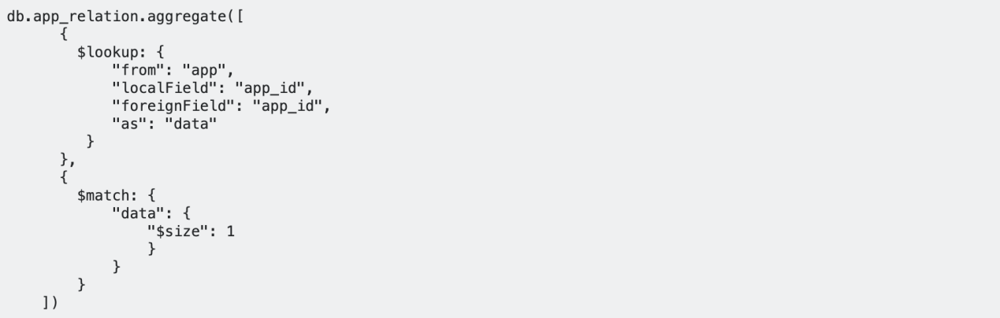 db.app_relation.aggregate([
      {
        $lookup: {
            "from": "app",
            "localField": "app_id",
            "foreignField": "app_id",
            "as": "data"
         }
      },
      {
        $match: {
            "data": {
                "$size": 1
                }
            }
        }
    ])